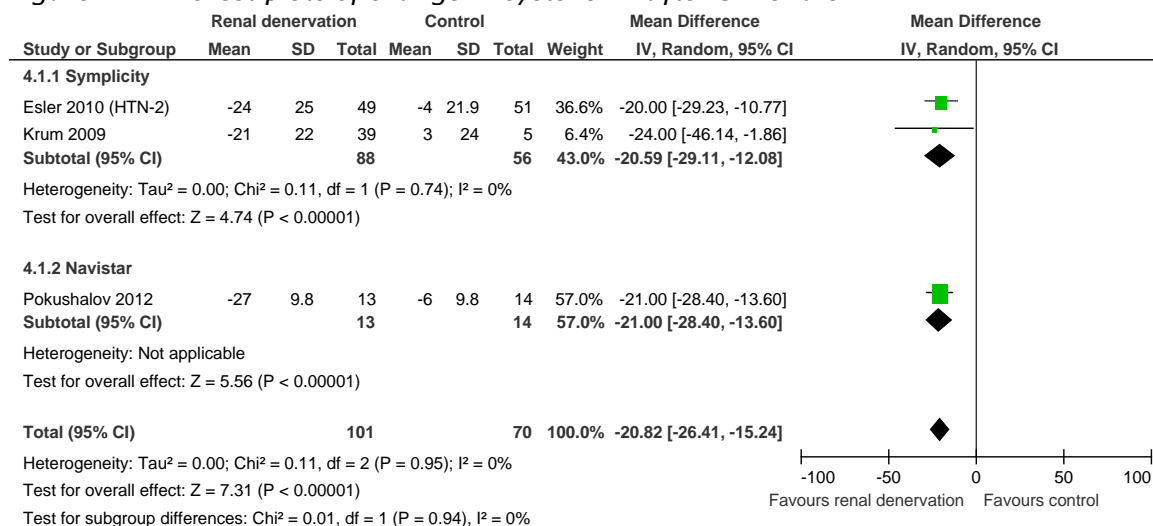 Renal denervation Control Mean Difference Mean Difference
Study or Subgroup Mean SD Total Mean SD Total Weight IV, Random, 95% CI IV, Random, 95% CI
4.1.1 Symplicity
Esler 2010 (HTN-2) -24 25 49 -4 21.9 51 36.6% -20.00 [-29.23, -10.77]
Krum 2009 -21 22 39 3 24 5 6.4% -24.00 [-46.14, -1.86]
Subtotal (95% CI) 88 56 43.0% -20.59 [-29.11, -12.08]
Heterogeneity: Tau² = 0.00; Chi² = 0.11, df = 1 (P = 0.74); I² = 0%
Test for overall effect: Z = 4.74 (P < 0.00001)
4.1.2 Navistar
Pokushalov 2012 -27 9.8 13 -6 9.8 14 57.0% -21.00 [-28.40, -13.60]
Subtotal (95% CI) 13 14 57.0% -21.00 [-28.40, -13.60]
Heterogeneity: Not applicable
Test for overall effect: Z = 5.56 (P < 0.00001)
Total (95% CI) 101 70 100.0% -20.82 [-26.41, -15.24]
Heterogeneity: Tau² = 0.00; Chi² = 0.11, df = 2 (P = 0.95); I² = 0%
Test for overall effect: Z = 7.31 (P < 0.00001)
Test for subgroup differences: Chi² = 0.01, df = 1 (P = 0.94), I² = 0%
-100 -50 0 50 100
Favours renal denervation Favours control